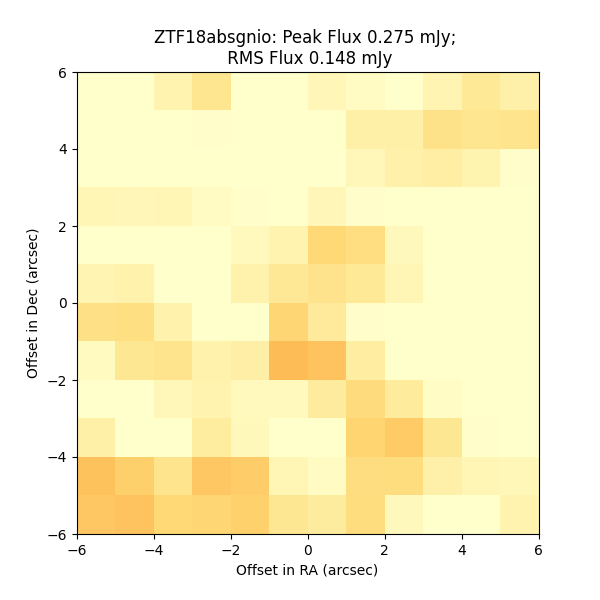 ZTF18absgnio: Peak Flux 0.275 mJy;
RMS Flux 0.148 mJy
6
4
2
0
−2
−4
−6
Offset in Dec (arcsec)
−6 −4 −2 0 2 4 6
Offset in RA (arcsec)